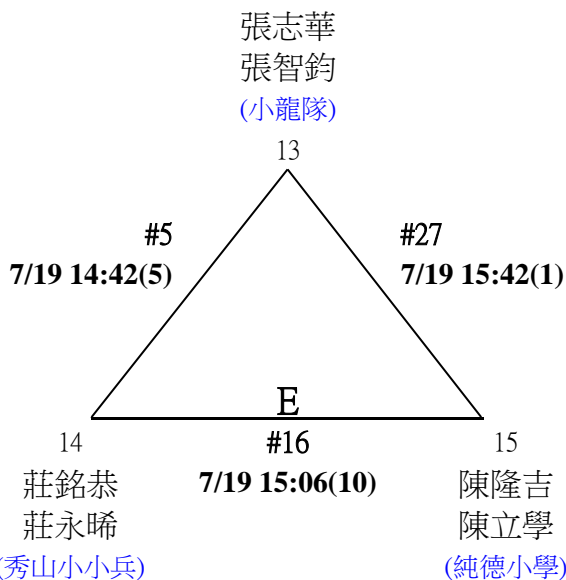 張志華
張智鈞
(小龍隊)
13
#5
7/19 14:42(5)
#27
7/19 15:42(1)
E
14
莊銘恭
莊永晞
(秀山小小兵)
#16
7/19 15:06(10)
15
陳隆吉
陳立學
(純德小學)